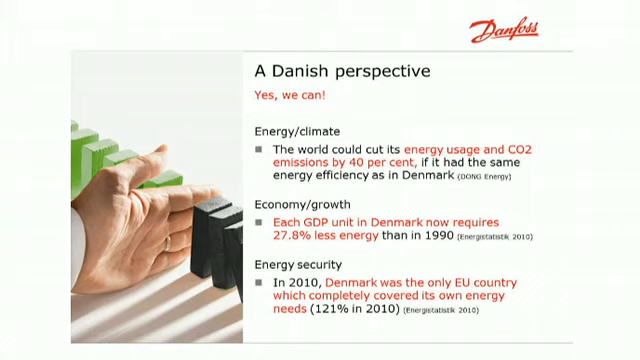 Danfoss
A Danish perspective
Yes, we can!
Energy/climate
The world could cut its energy usage and CO2
emissions by 40 per cent, if it had the same
energy efficiency as in Denmark (DONG Energy)
Economy/growth
Each GDP unit in Denmark now requires
27.8% less energy than in 1990 (Energistatistik 2010)
Energy security
In 2010, Denmark was the only EU country
which completely covered its own energy
needs (121% in 2010) (Energistatistik 2010)